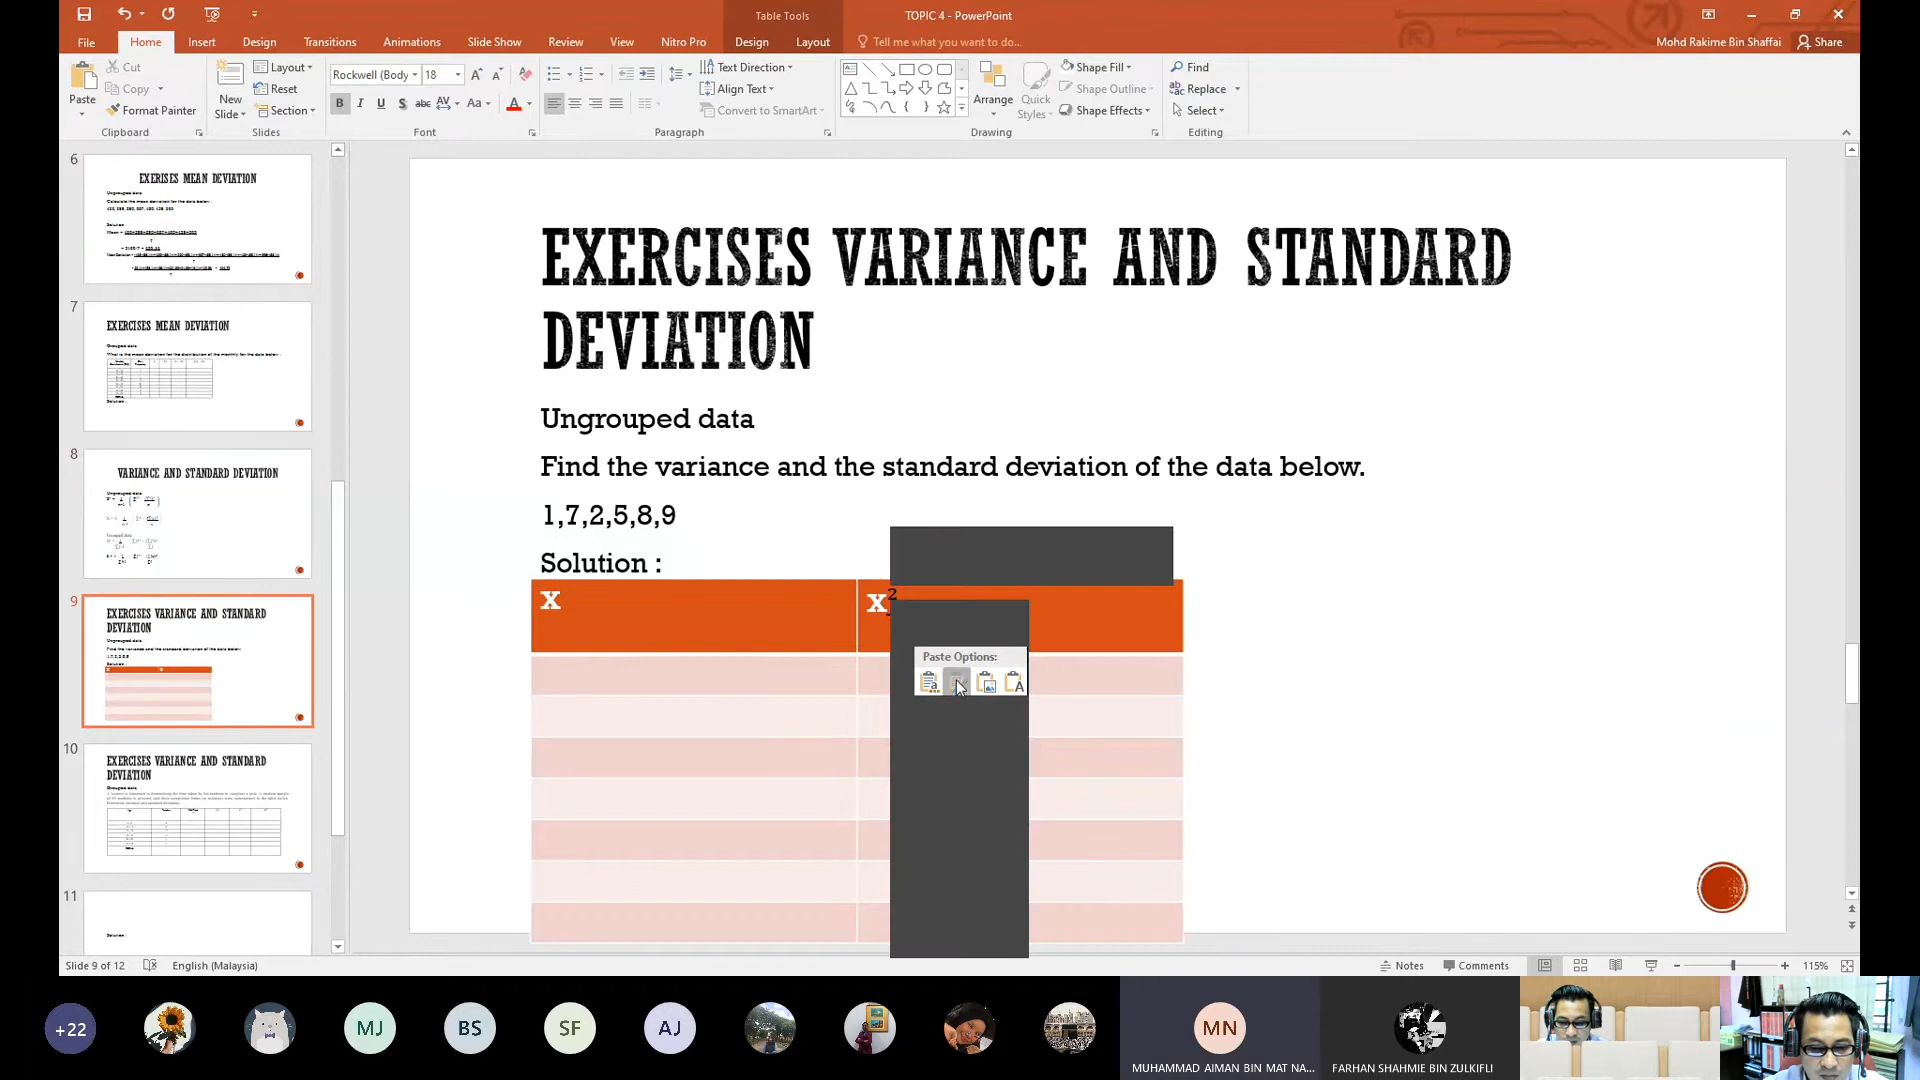 TOPIC 4 - PowerPoint
Table Tools
File
Home
Insert
Design
Transitions
Animations
Slide Show
Review
View
Nitro Pro
Design
Layout
Tell me what you want to do...
Mohd Rakime Bin Shaffai
Share
Paste
Cut
Copy
Format Painter
Clipboard
New
Slide
Layout
Reset
Section
Slides
Rockwell (Body
18
Font
Text Direction
Align Text
Convert to SmartArt
Paragraph
Arrange
Quick
Styles
Shape Fill
Shape Outline
Shape Effects
Drawing
Find
Replace
Select
Editing
6
EXERISES MEAN DEVIATION
7
EXERCISES MEAN DEVIATION
8
VARIANCE AND STANDARD DEVIATION
9
EXERCISES VARIANCE AND STANDARD
DEVIATION
10
EXERCISES VARIANCE AND STANDARD
DEVIATION
11
EXERCISES VARIANCE AND STANDARD
DEVIATION
Ungrouped data
Find the variance and the standard deviation of the data below.
1,7,2,5,8,9
Solution :
x
x²
Paste Options:
Slide 9 of 12
English (Malaysia)
Notes
Comments
115%
+22
MJ
BS
SF
AJ
MN
MUHAMMAD AIMAN BIN MAT NA...
FARHAN SHAHMIE BIN ZULKIFLI